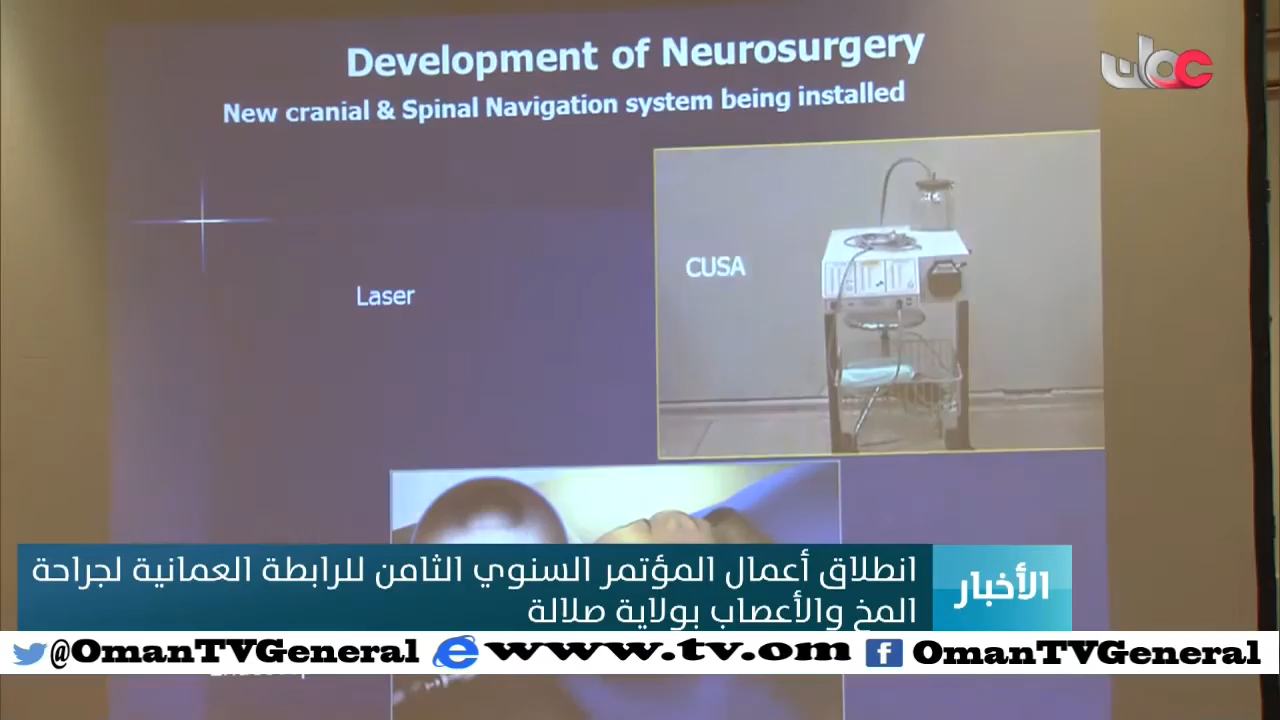 Development of Neurosurgery
New cranial & Spinal Navigation system being installed
عمان
CUSA
Laser
الأخبار
انطلاق أعمال المؤتمر السنوي الثامن للرابطة العمانية لجراحة
المخ والأعصاب بولاية صلالة
@OmanTVGeneral www.tv.om OmanTVGeneral